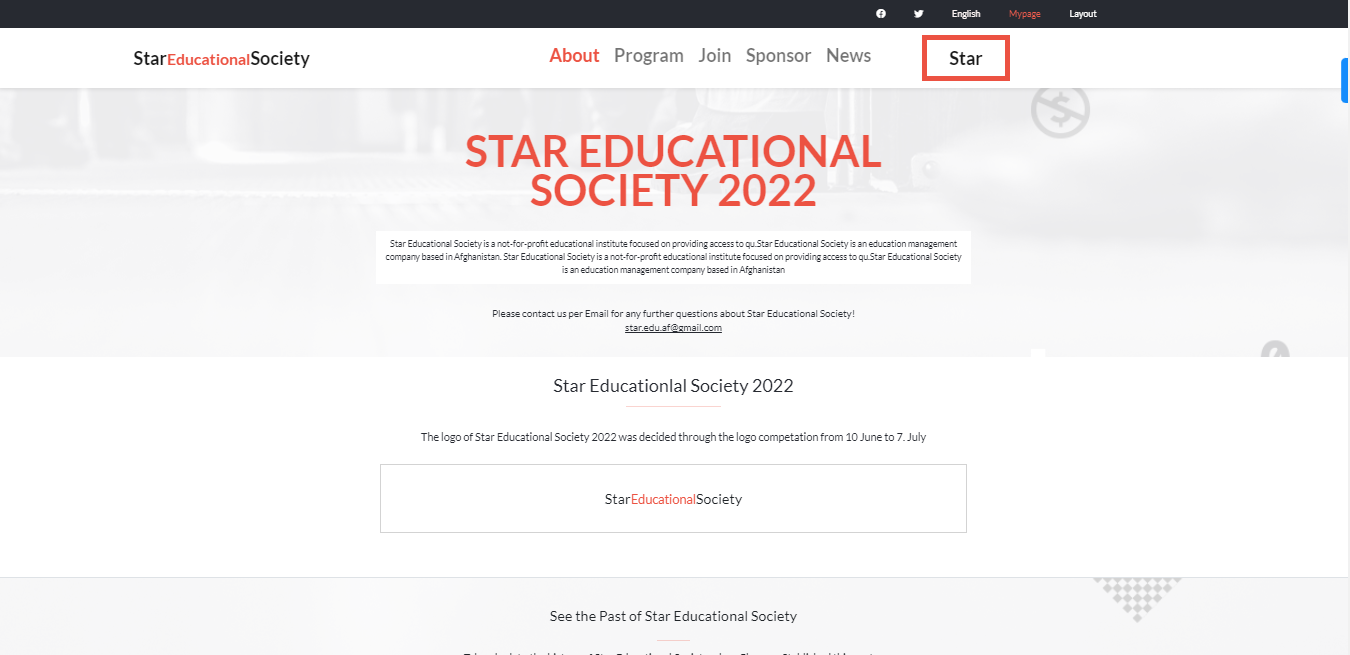 English Mypage Layout
StarEducationalSociety About Program Join Sponsor News Star
STAR EDUCATIONAL
SOCIETY 2022
Star Educational Society is a not-for-profit educational institute focused on providing access to qu.Star Educational Society is an education management
company based in Afghanistan. Star Educational Society is a not-for-profit educational institute focused on providing access to qu.Star Educational Society
is an education management company based in Afghanistan
Please contact us per Email for any further questions about Star Educational Society!
star.edu.af@gmail.com
Star Educationlal Society 2022
The logo of Star Educational Society 2022 was decided through the logo competation from 10 June to 7. July
StarEducationalSociety
See the Past of Star Educational Society